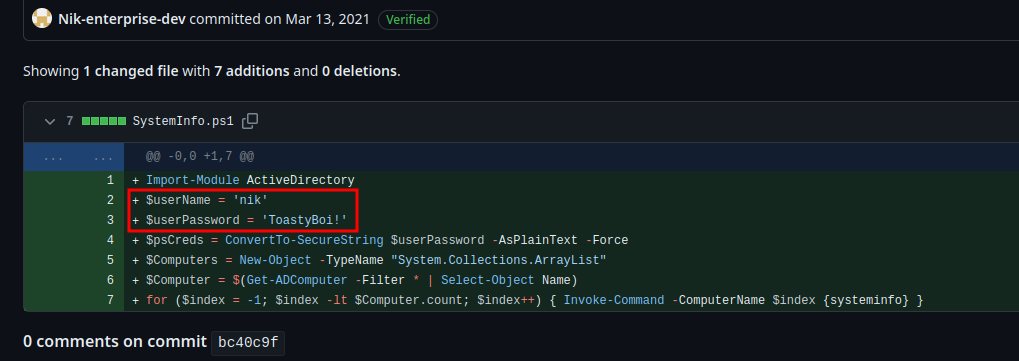 Nik-enterprise-dev committed on Mar 13, 2021 Verified
Showing 1 changed file with 7 additions and 0 deletions.
7 SystemInfo.ps1
... ... @@ -0,0 +1,7 @@
1 + Import-Module ActiveDirectory
2 + $userName = 'nik'
3 + $userPassword = 'ToastyBoi!'
4 + $psCreds = ConvertTo-SecureString $userPassword -AsPlainText -Force
5 + $Computers = New-Object -TypeName "System.Collections.ArrayList"
6 + $Computer = $(Get-ADComputer -Filter * | Select-Object Name)
7 + for ($index = -1; $index -lt $Computer.count; $index++) { Invoke-Command -ComputerName $index {systeminfo} }
0 comments on commit bc40c9f